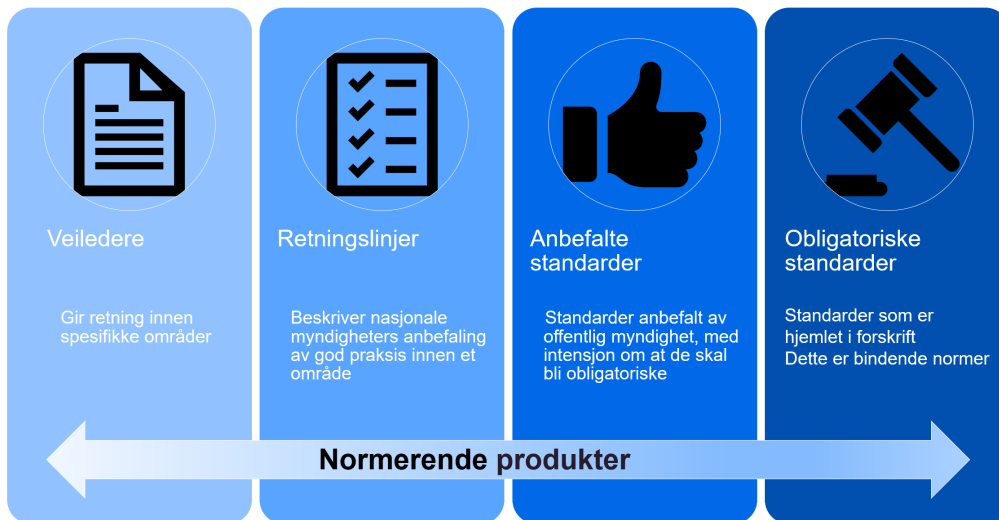 Veiledere
Gir retning innen
spesifikke områder
Retningslinjer
Beskriver nasjonale
myndigheters anbefaling
av god praksis innen et
område
Anbefalte
standarder
Standarder anbefalt av
offentlig myndighet, med
intensjon om at de skal
bli obligatoriske
Obligatoriske
standarder
Standarder som er
hjemlet i forskrift
Dette er bindende normer
Normerende produkter